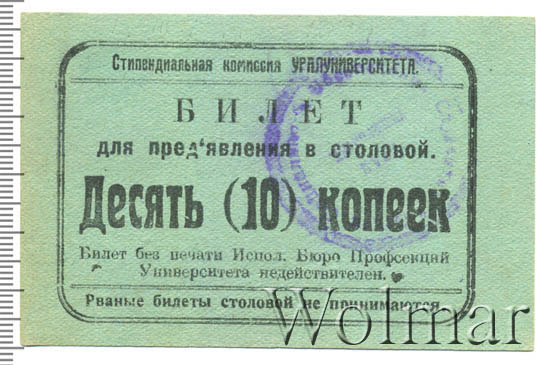 Стипендиальная комиссия УРАЛУНИВЕРСИТЕТА.
БИЛЕТ
для пред‘явления в столовой.
Десять (10) копеек
Билет без печати Испол. Бюро Профсекций
Университета недействителен.
Рваные билеты столовой не принимаются.
Wolmar